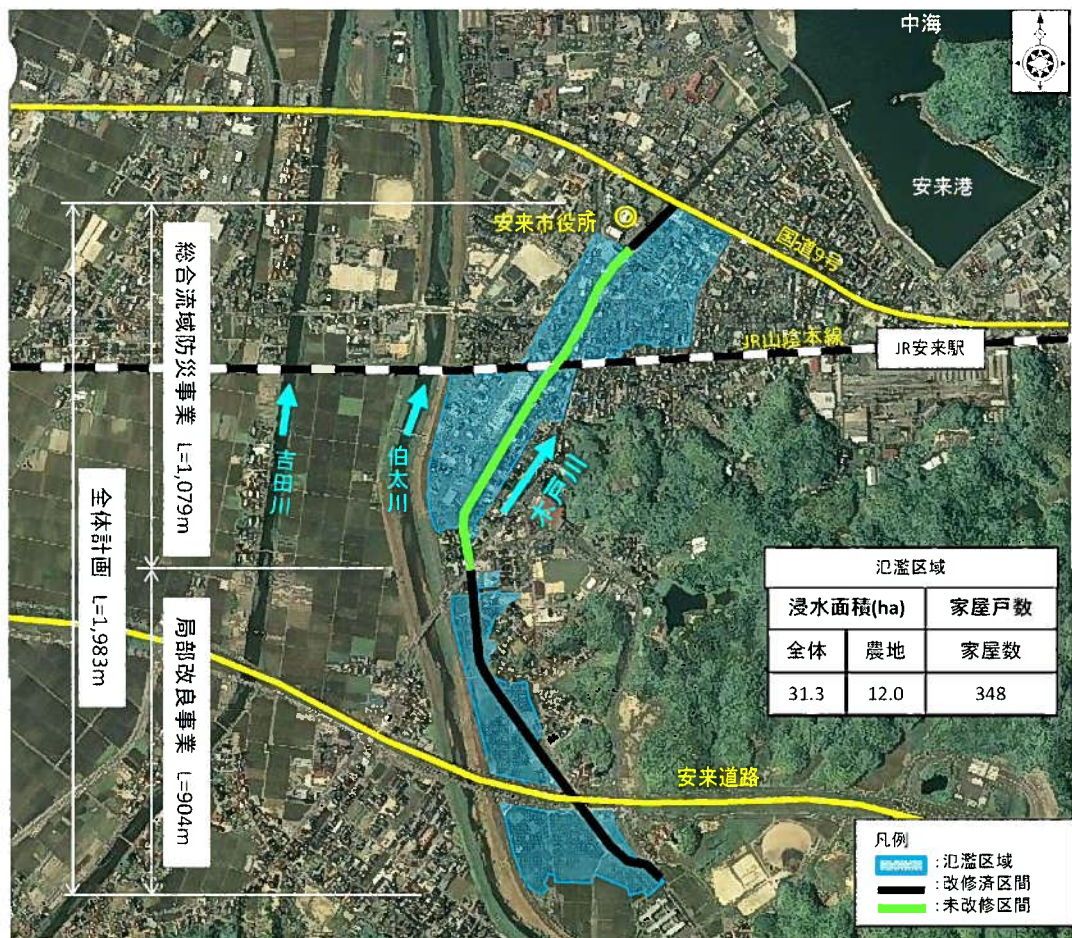 中海
安来港
安来市役所
国道9号
JR山陰本線
JR安来駅
総合流域防災事業 L=1,079m
全体計画 L=1,983m
局部改良事業 L=904m
吉田川
伯太川
木戸川
安来道路
氾濫区域
浸水面積(ha) 家屋戸数
全体 農地 家屋数
31.3 12.0 348
凡例
:氾濫区域
:改修済区間
:未改修区間